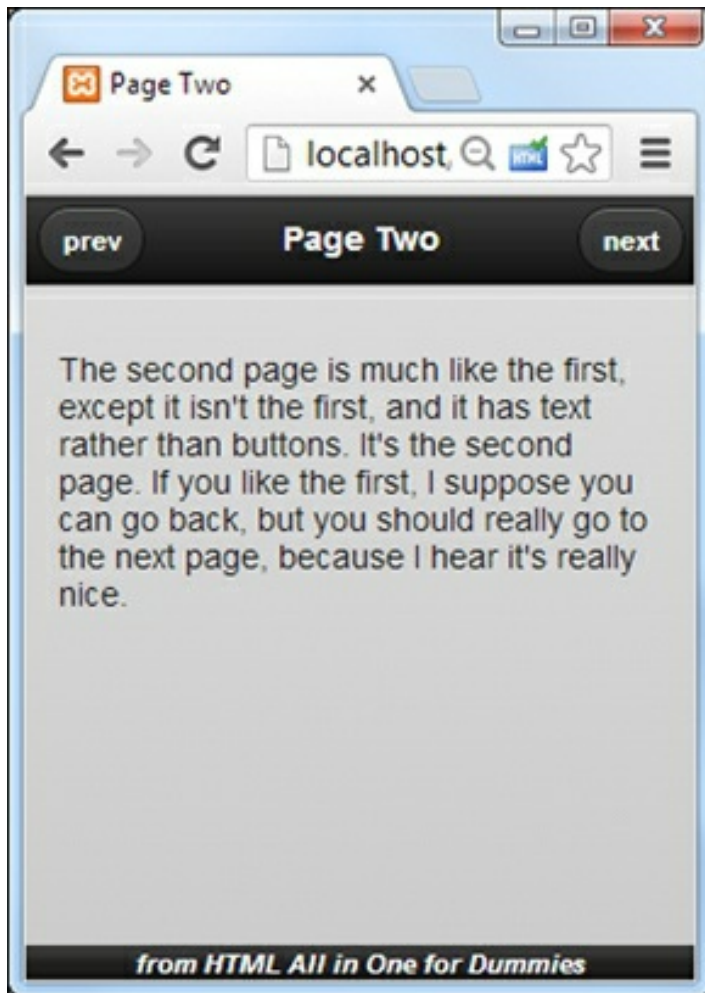 Page Two
localhost,
HTML
prev
Page Two
next
The second page is much like the first,
except it isn't the first, and it has text
rather than buttons. It's the second
page. If you like the first, I suppose you
can go back, but you should really go to
the next page, because I hear it's really
nice.
from HTML All in One for Dummies